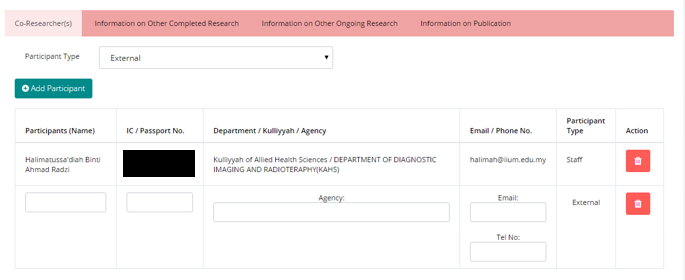 Co-Researcher(s) Information on Other Completed Research Information on Other Ongoing Research Information on Publication
Participant Type External
Add Participant
Participants (Name) IC / Passport No. Department / Kulliyyah / Agency Email / Phone No. Participant Type Action
Halimatussa'diah Binti
Ahmad Radzi
Kulliyyah of Allied Health Sciences / DEPARTMENT OF DIAGNOSTIC
IMAGING AND RADIOTERAPHY(KAHS)
halimah@iium.edu.my
Staff
Agency:
Email:
Tel No:
External